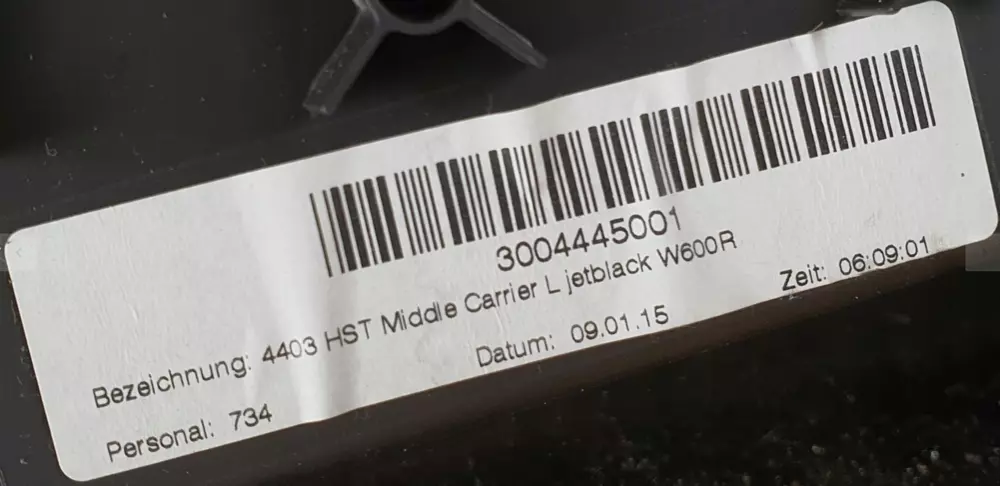 3004445001
Bezeichnung: 4403 HST Middle Carrier L jetblack W600R
Personal: 734 Datum: 09.01.15 Zeit: 06:09:01